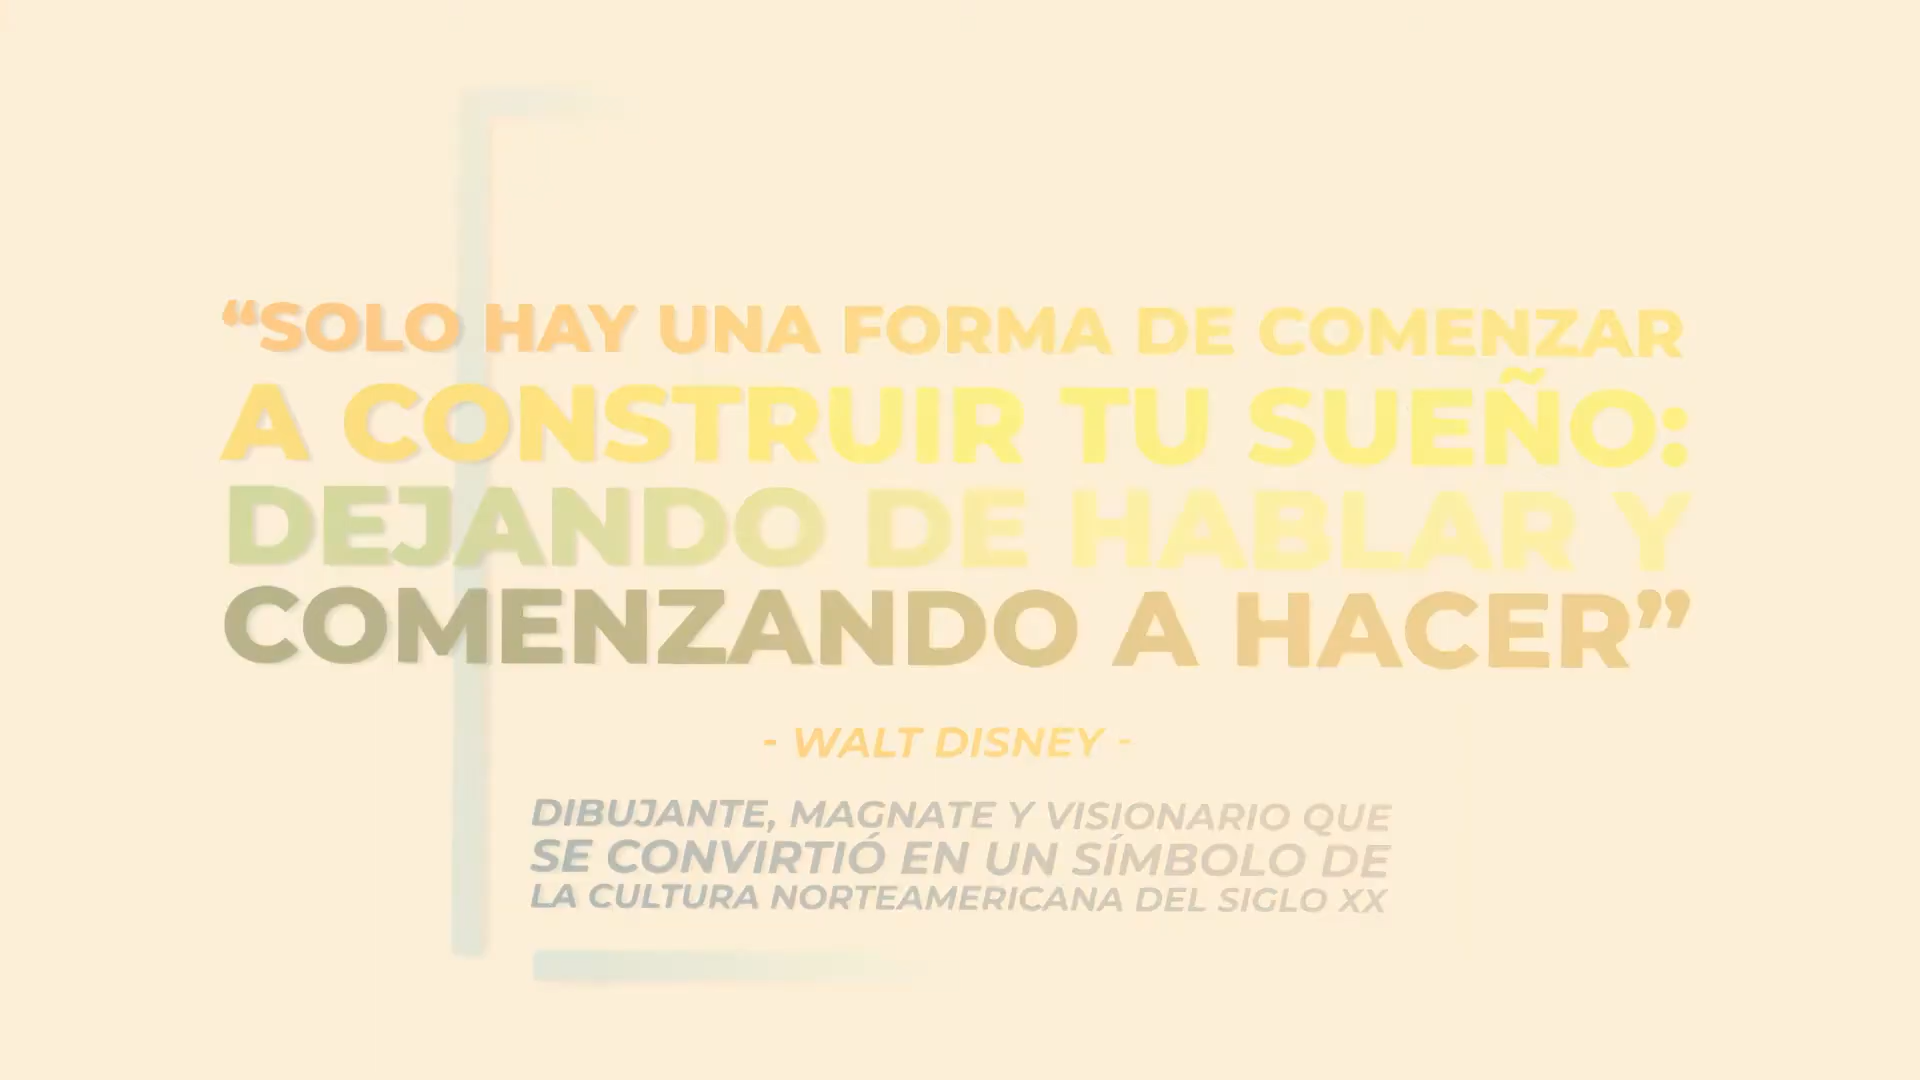 “SOLO HAY UNA FORMA DE COMENZAR
A CONSTRUIR TU SUEÑO:
DEJANDO DE HABLAR Y
COMENZANDO A HACER”
- WALT DISNEY -
DIBUJANTE, MAGNATE Y VISIONARIO QUE
SE CONVIRTIÓ EN UN SÍMBOLO DE
LA CULTURA NORTEAMERICANA DEL SIGLO XX